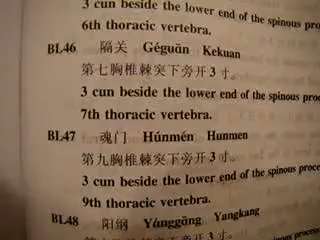 3 cun beside the lower end of the spinous
6th thoracic vertebra.
BL46 隔关 Géguān Kekuan
第七胸椎棘突下旁开3寸。
3 cun beside the lower end of the spinous proc
7th thoracic vertebra.
BL47 魂门 Húnmén Hunmen
第九胸椎棘突下旁开3寸。
3 cun beside the lower end of the spinous process
9th thoracic vertebra.
BL48 阳纲 Yánggāng Yangkang